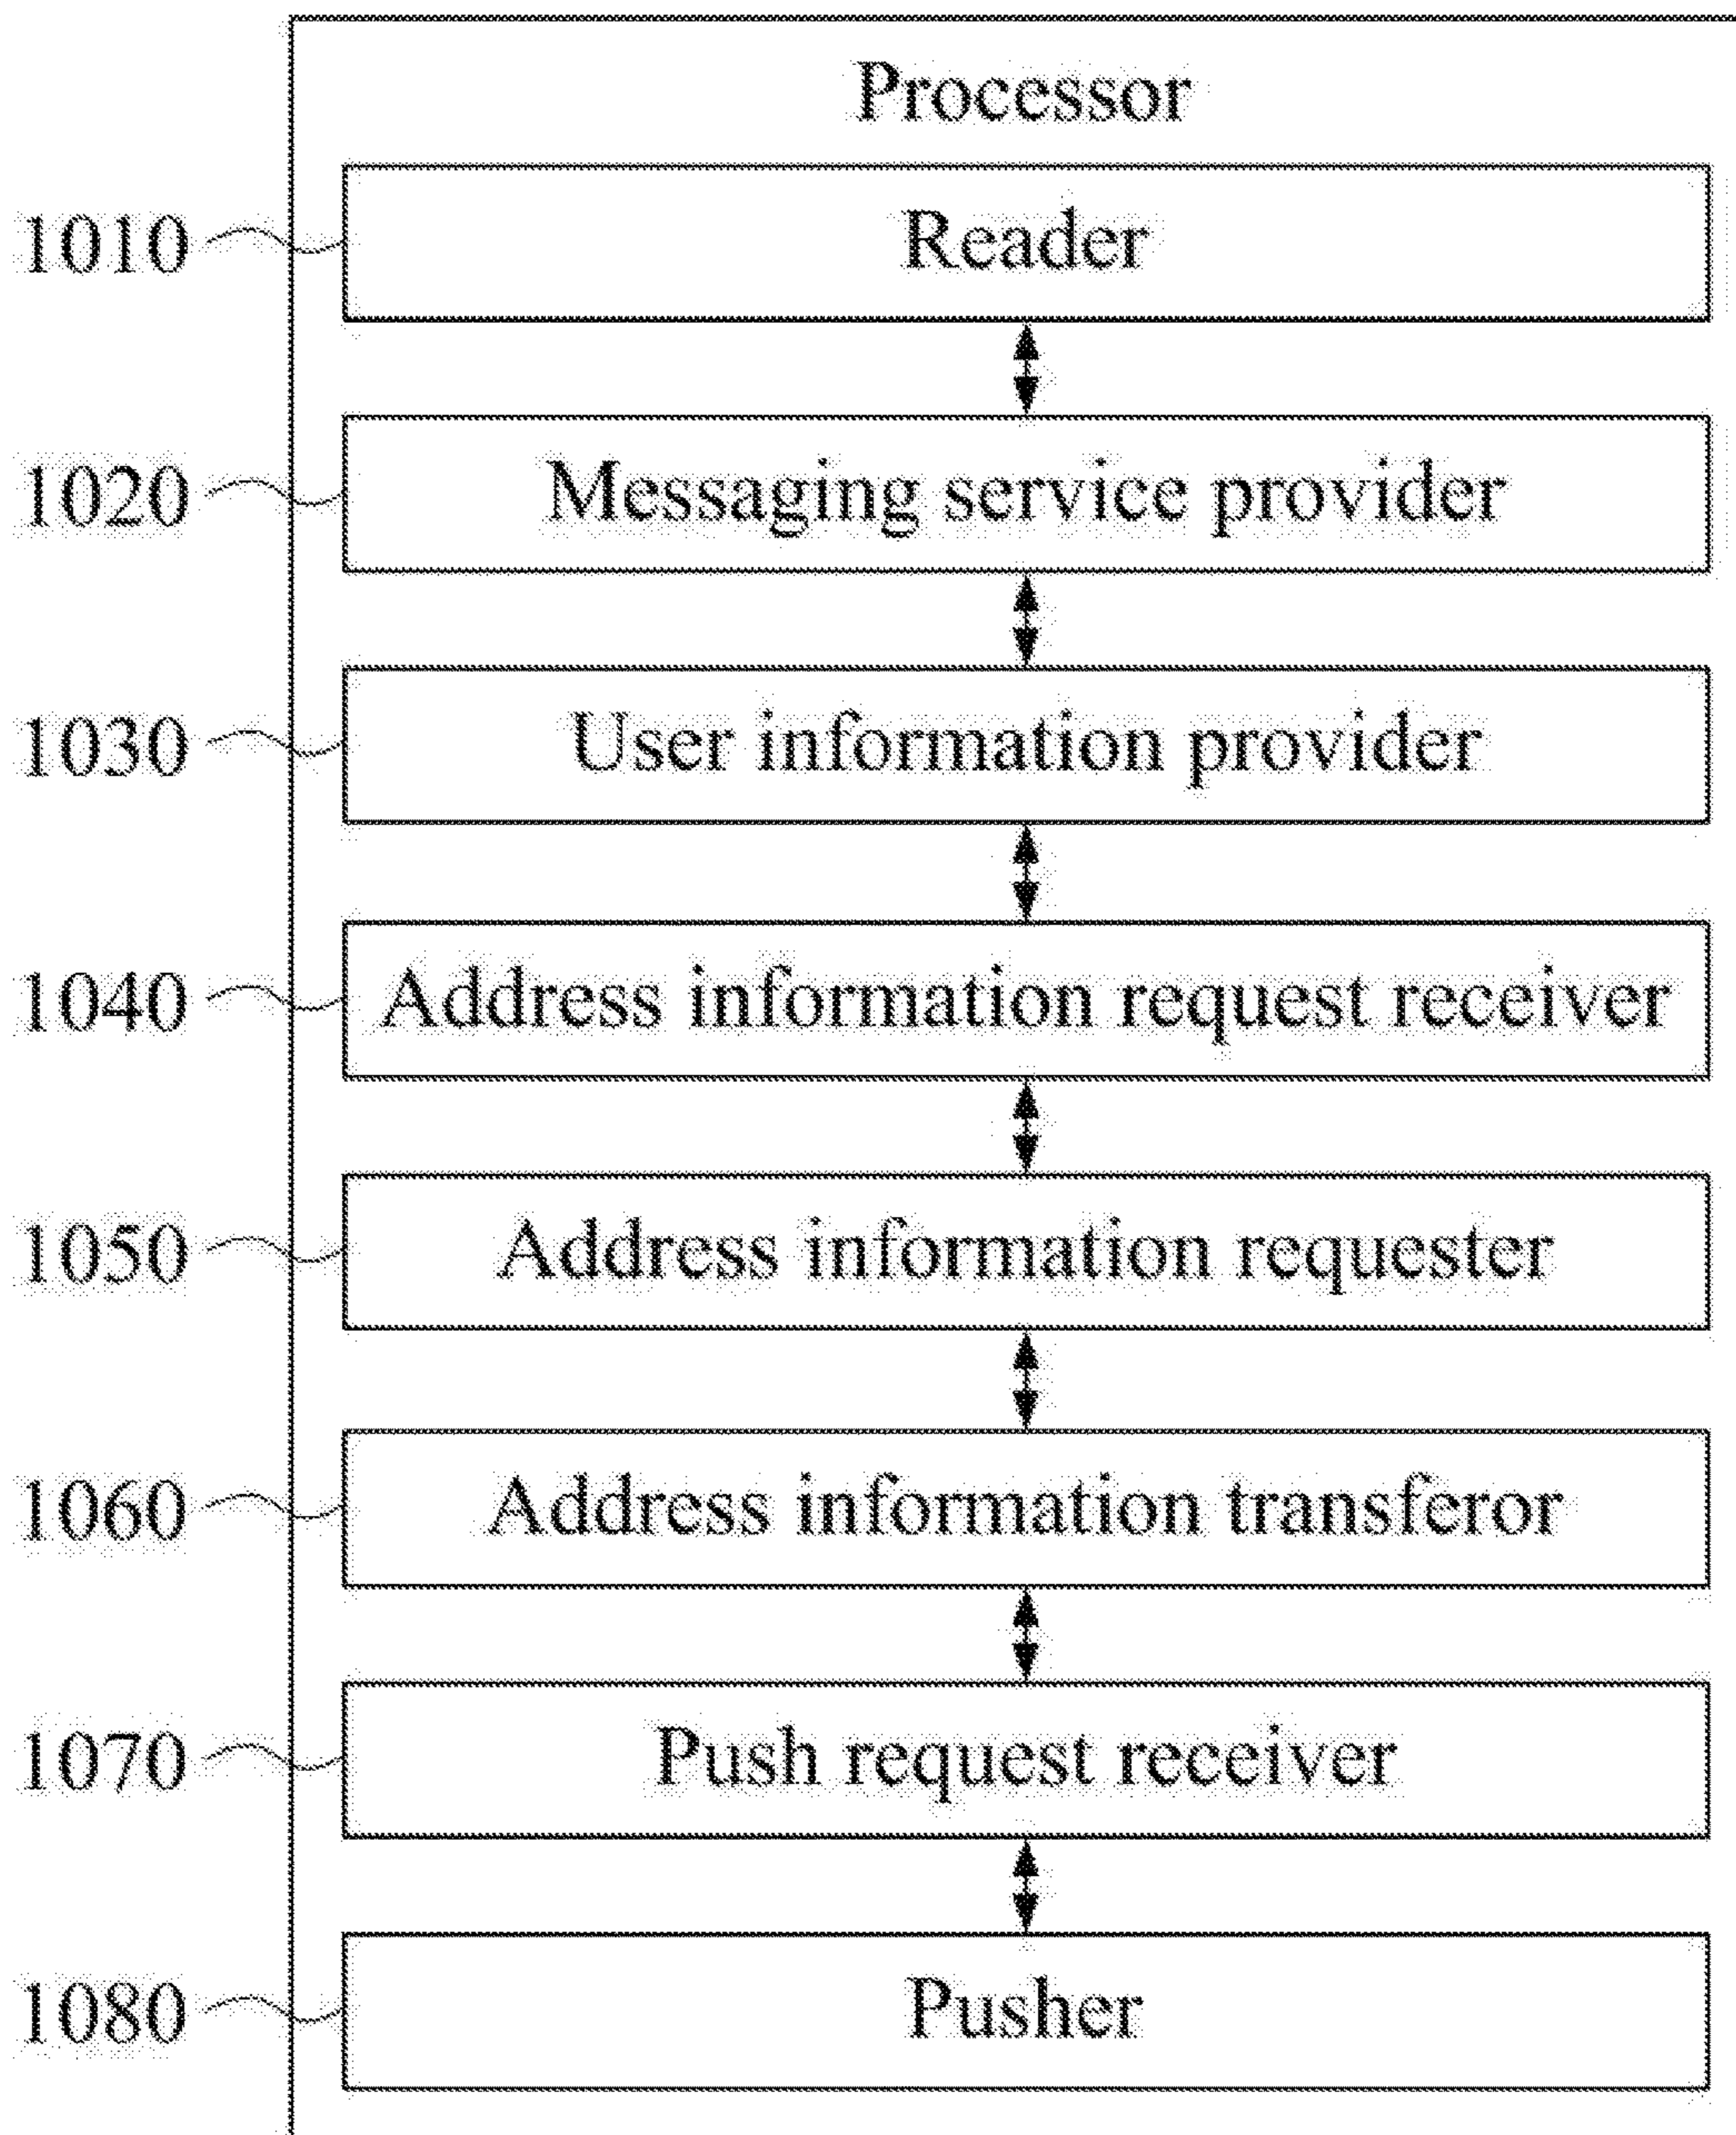 Processor
1010 Reader
1020 Messaging service provider
1030 User information provider
1040 Address information request receiver
1050 Address information requester
1060 Address information transferor
1070 Push request receiver
1080 Pusher